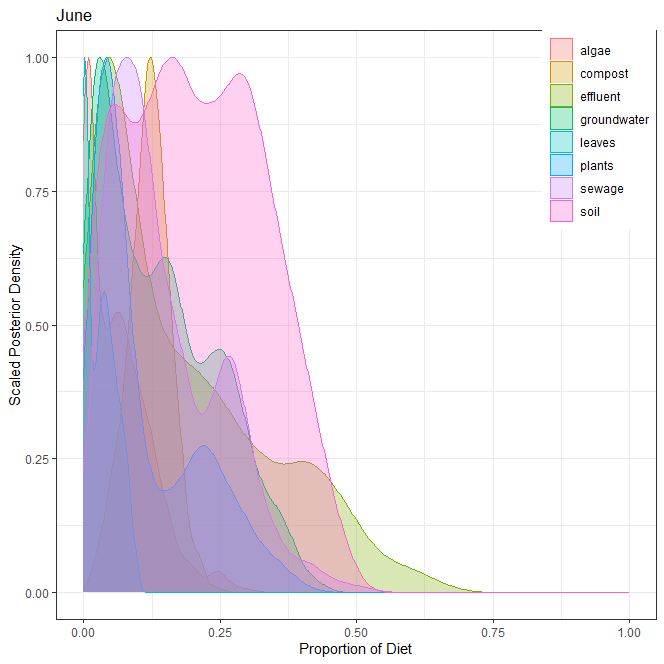 June
1.00
0.75
0.50
0.25
0.00
Scaled Posterior Density
0.00 0.25 0.50 0.75 1.00
Proportion of Diet
algae
compost
effluent
groundwater
leaves
plants
sewage
soil